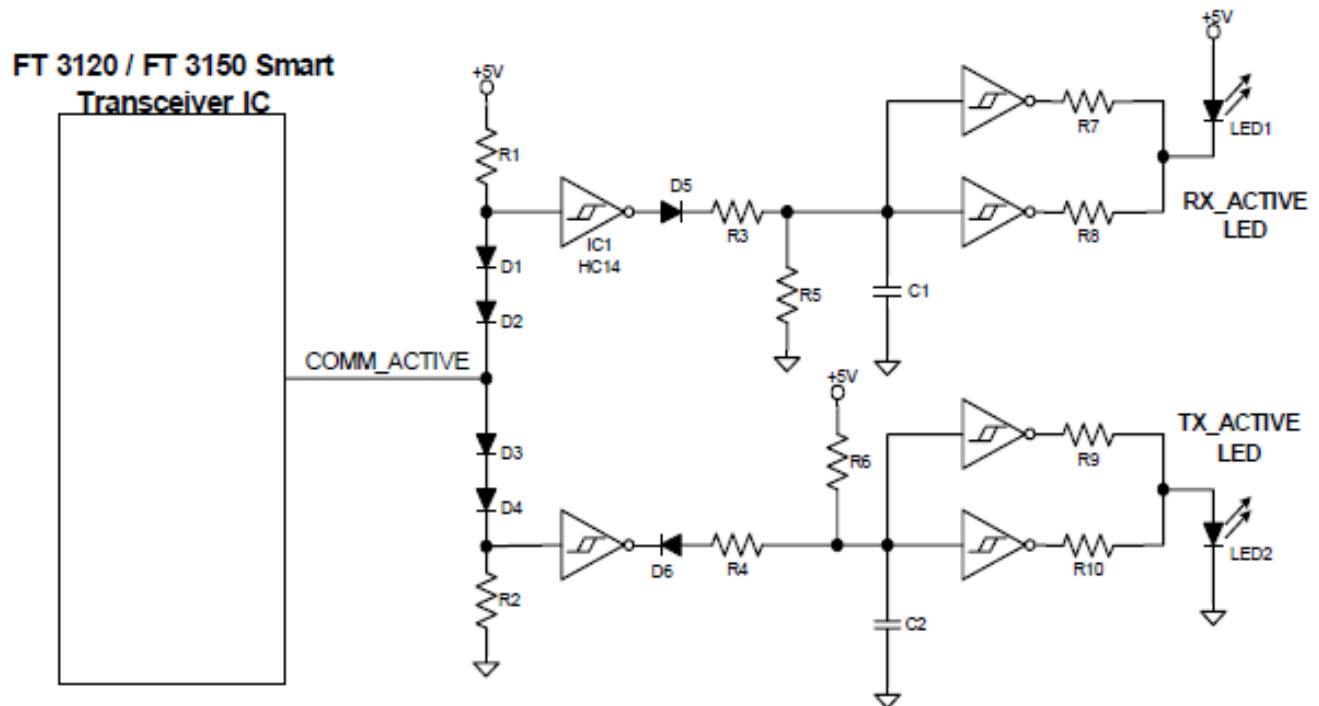 FT 3120 / FT 3150 Smart
Transceiver IC
+5V
R1
D1
D2
COMM_ACTIVE
D3
D4
R2
IC1
HC14
D5
R3
R5
C1
R7
R8
+5V
LED1
RX_ACTIVE
LED
+5V
R6
D6
R4
C2
R9
R10
TX_ACTIVE
LED
LED2